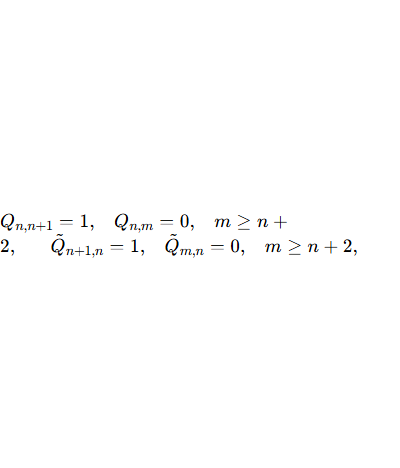 Q_{n,n+1} = 1, Q_{n,m} = 0, m ≥ n +
2, Q̃_{n+1,n} = 1, Q̃_{m,n} = 0, m ≥ n + 2,